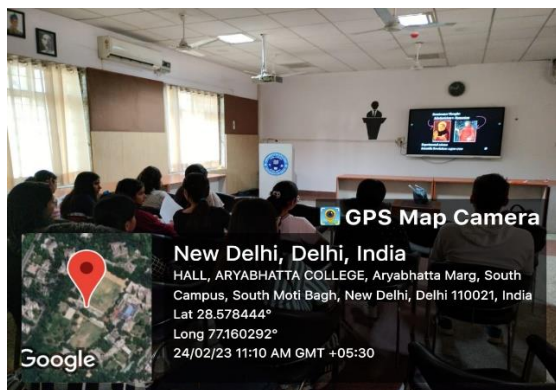 GPS Map Camera
New Delhi, Delhi, India
HALL, ARYABHATTA COLLEGE, Aryabhatta Marg, South
Campus, South Moti Bagh, New Delhi, Delhi 110021, India
Lat 28.578444°
Long 77.160292°
24/02/23 11:10 AM GMT +05:30
Google